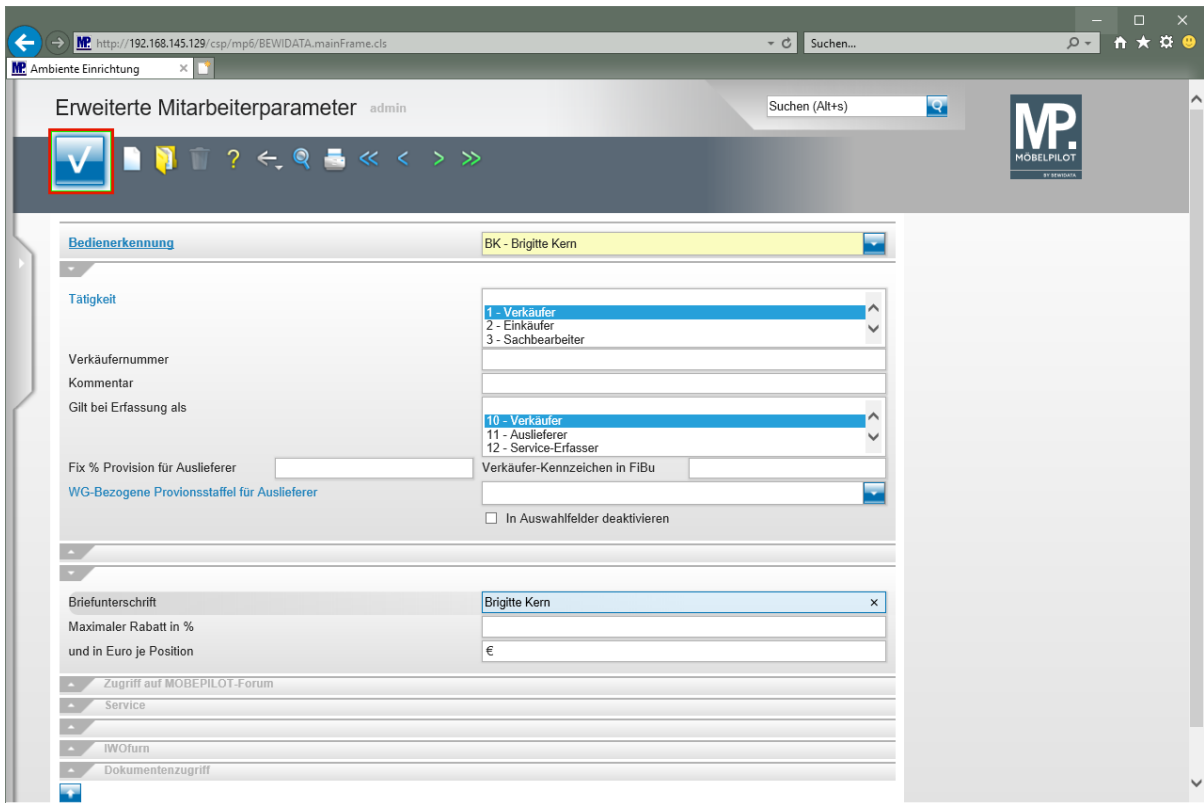 http://192.168.145.129/csp/mp6/BEWIDATA.mainFrame.cls
Suchen...
MP. Ambiente Einrichtung
Erweiterte Mitarbeiterparameter admin
Suchen (Alt+s)
MP.
MÖBELPILOT
BY BEWIDATA
Bedienerkennung BK - Brigitte Kern
Tätigkeit
1 - Verkäufer
2 - Einkäufer
3 - Sachbearbeiter
Verkäufernummer
Kommentar
Gilt bei Erfassung als
10 - Verkäufer
11 - Auslieferer
12 - Service-Erfasser
Fix % Provision für Auslieferer Verkäufer-Kennzeichen in FiBu
WG-Bezogene Provionsstaffel für Auslieferer
In Auswahlfelder deaktivieren
Briefunterschrift Brigitte Kern
Maximaler Rabatt in %
und in Euro je Position €
Zugriff auf MÖBEPILOT-Forum
Service
IWOfurn
Dokumentenzugriff